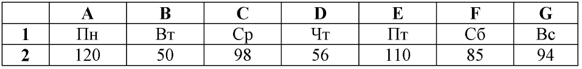 A B C D E F G
1 Пн Вт Ср Чт Пт Сб Вс
2 120 50 98 56 110 85 94